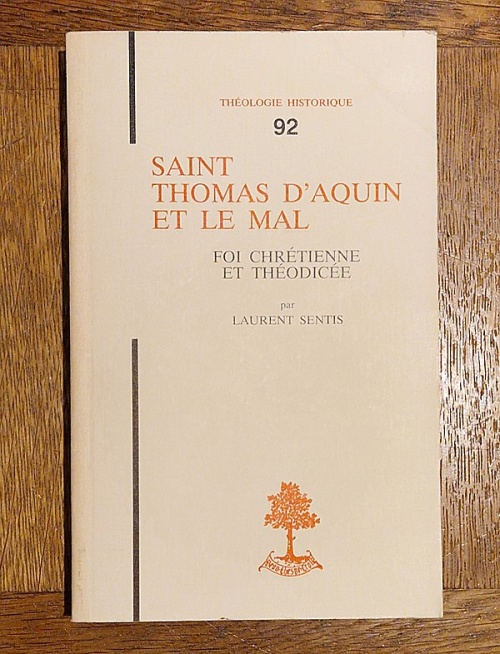 THÉOLOGIE HISTORIQUE
92
SAINT
THOMAS D'AQUIN
ET LE MAL
FOI CHRÉTIENNE
ET THÉODICÉE
par
LAURENT SENTIS